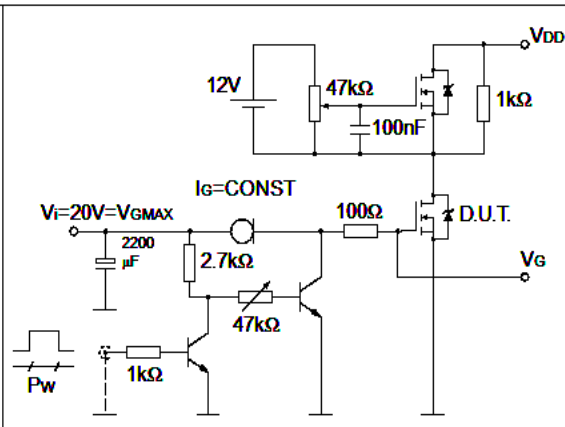 VDD
12V
47kΩ
100nF
1kΩ
IG=CONST
Vi=20V=VGMAX
2200
μF
2.7kΩ
100Ω
D.U.T.
VG
47kΩ
1kΩ
Pw